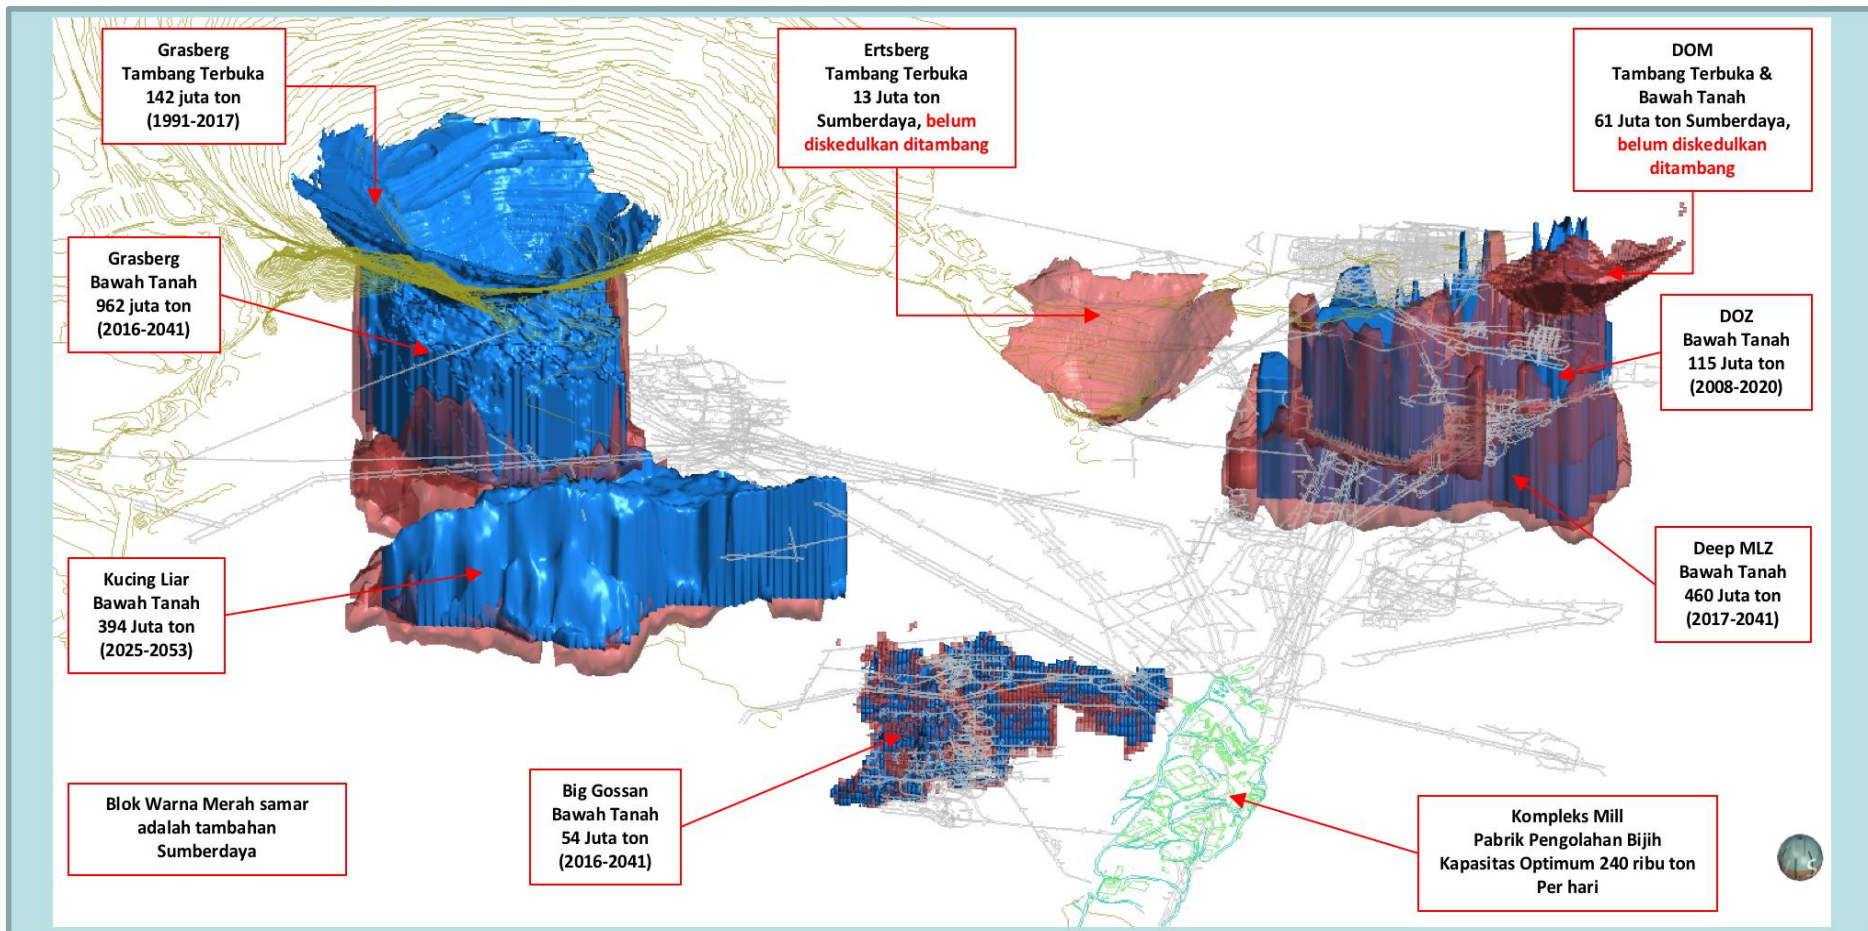 Grasberg
Tambang Terbuka
142 juta ton
(1991-2017)
Ertsberg
Tambang Terbuka
13 Juta ton
Sumberdaya, belum
diskedulkan ditambang
DOM
Tambang Terbuka &
Bawah Tanah
61 Juta ton Sumberdaya,
belum diskedulkan
ditambang
Grasberg
Bawah Tanah
962 juta ton
(2016-2041)
DOZ
Bawah Tanah
115 Juta ton
(2008-2020)
Kucing Liar
Bawah Tanah
394 Juta ton
(2025-2053)
Deep MLZ
Bawah Tanah
460 Juta ton
(2017-2041)
Blok Warna Merah samar
adalah tambahan
Sumberdaya
Big Gossan
Bawah Tanah
54 Juta ton
(2016-2041)
Kompleks Mill
Pabrik Pengolahan Bijih
Kapasitas Optimum 240 ribu ton
Per hari